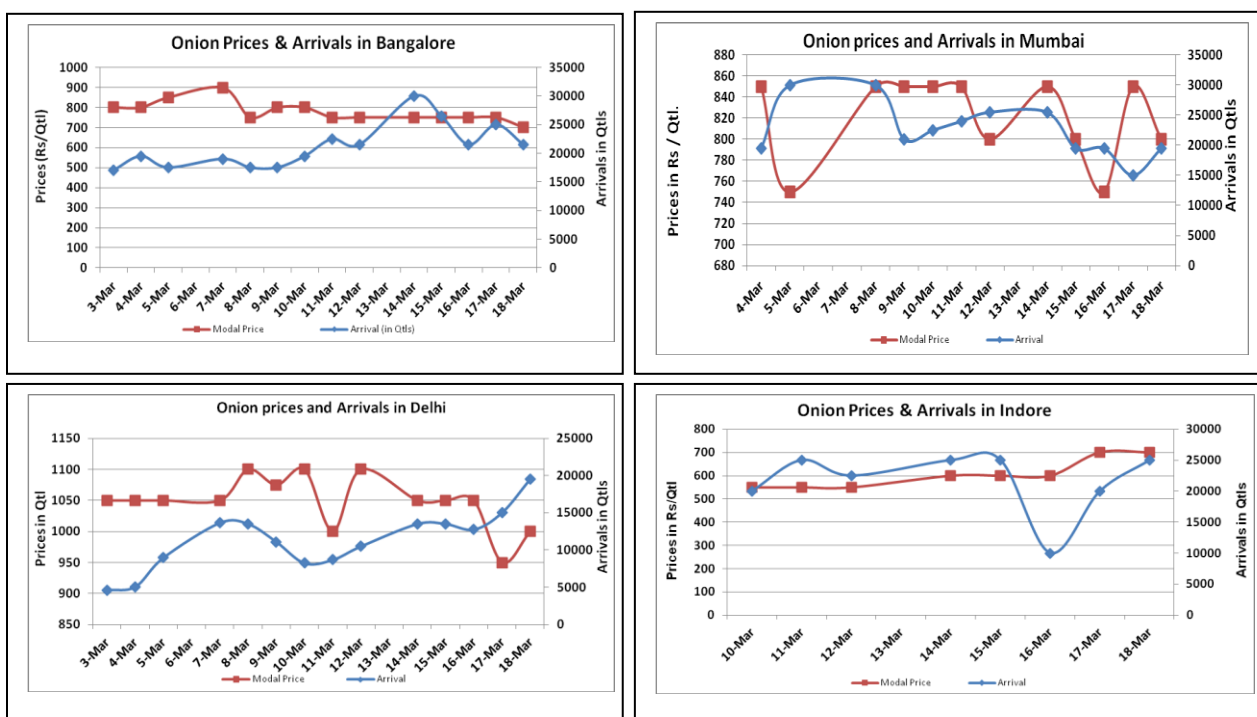 Onion Prices & Arrivals in Bangalore
Prices (Rs/Qtl)
1000
900
800
700
600
500
400
300
200
100
0
35000
30000
25000
20000
15000
10000
5000
0
Arrivals in Qtls
3-Mar
4-Mar
5-Mar
6-Mar
7-Mar
8-Mar
9-Mar
10-Mar
11-Mar
12-Mar
13-Mar
14-Mar
15-Mar
16-Mar
17-Mar
18-Mar
Modal Price
Arrival (in Qtls)
Onion prices and Arrivals in Mumbai
Prices in Rs / Qtl.
880
860
840
820
800
780
760
740
720
700
680
35000
30000
25000
20000
15000
10000
5000
0
Arrivals in Qtls
4-Mar
5-Mar
6-Mar
7-Mar
8-Mar
9-Mar
10-Mar
11-Mar
12-Mar
13-Mar
14-Mar
15-Mar
16-Mar
17-Mar
18-Mar
Modal Price
Arrival
Onion prices and Arrivals in Delhi
Prices in Qtl
1150
1100
1050
1000
950
900
850
25000
20000
15000
10000
5000
0
Arrivals in Qtls
3-Mar
4-Mar
5-Mar
6-Mar
7-Mar
8-Mar
9-Mar
10-Mar
11-Mar
12-Mar
13-Mar
14-Mar
15-Mar
16-Mar
17-Mar
18-Mar
Modal Price
Arrival
Onion Prices & Arrivals in Indore
Prices in Rs/Qtl
800
700
600
500
400
300
200
100
0
30000
25000
20000
15000
10000
5000
0
Arrivals in Qtls
10-Mar
11-Mar
12-Mar
13-Mar
14-Mar
15-Mar
16-Mar
17-Mar
18-Mar
Modal Price
Arrival